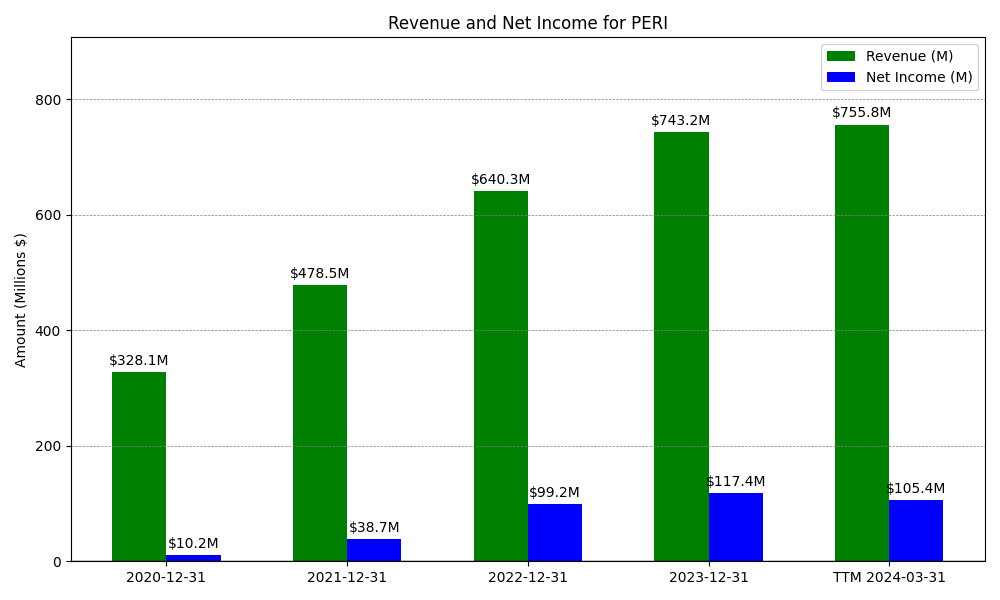 Revenue and Net Income for PERI
Revenue (M)
Net Income (M)
Amount (Millions $)
800
600
400
200
0
$328.1M
$10.2M
$478.5M
$38.7M
$640.3M
$99.2M
$743.2M
$117.4M
$755.8M
$105.4M
2020-12-31
2021-12-31
2022-12-31
2023-12-31
TTM 2024-03-31